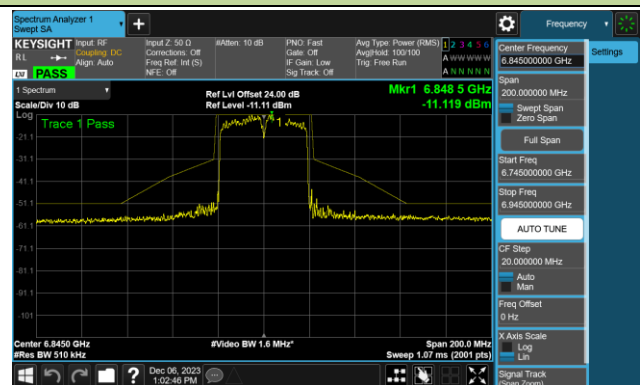 Spectrum Analyzer 1
Swept SA
Frequency
KEYSIGHT
Input: RF
Coupling: DC
Align: Auto
Input Z: 50 Ω
Corrections: Off
Freq Ref: Int (S)
NFE: Off
#Atten: 10 dB
PNO: Fast
Gate: Off
IF Gain: Low
Sig Track: Off
Avg Type: Power (RMS)
Avg|Hold: 100/100
Trig: Free Run
1 2 3 4 5 6
A W W W W W
A N N N N N
RL
LW PASS
1 Spectrum
Scale/Div 10 dB
Ref Lvl Offset 24.00 dB
Ref Level -11.11 dBm
Mkr1 6.848 5 GHz
-11.119 dBm
Log
Trace 1 Pass
1
-21.1
-31.1
-41.1
-51.1
-61.1
-71.1
-81.1
-91.1
-101
Center 6.8450 GHz
#Res BW 510 kHz
#Video BW 1.6 MHz*
Span 200.0 MHz
Sweep 1.07 ms (2001 pts)
Dec 06, 2023
1:02:46 PM
Center Frequency
6.845000000 GHz
Settings
Span
200.000000 MHz
Swept Span
Zero Span
Full Span
Start Freq
6.745000000 GHz
Stop Freq
6.945000000 GHz
AUTO TUNE
CF Step
20.000000 MHz
Auto
Man
Freq Offset
0 Hz
X Axis Scale
Log
Lin
Signal Track
(Span Zoom)